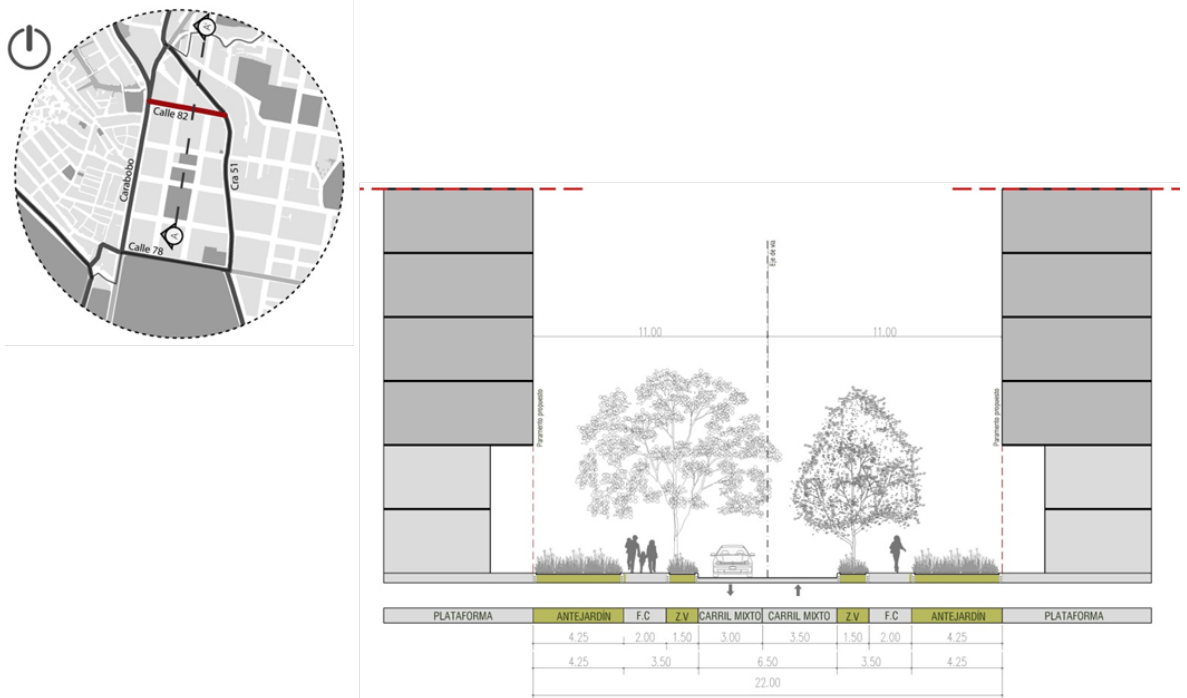 A
Calle 82
Carabobo
Cra 51
A
Calle 78
Eje de vía
11.00 11.00
Paramento propuesto Paramento propuesto
PLATAFORMA ANTEJARDÍN F.C Z.V CARRIL MIXTO CARRIL MIXTO Z.V F.C ANTEJARDÍN PLATAFORMA
4.25 2.00 1.50 3.00 3.50 1.50 2.00 4.25
4.25 3.50 6.50 3.50 4.25
22.00